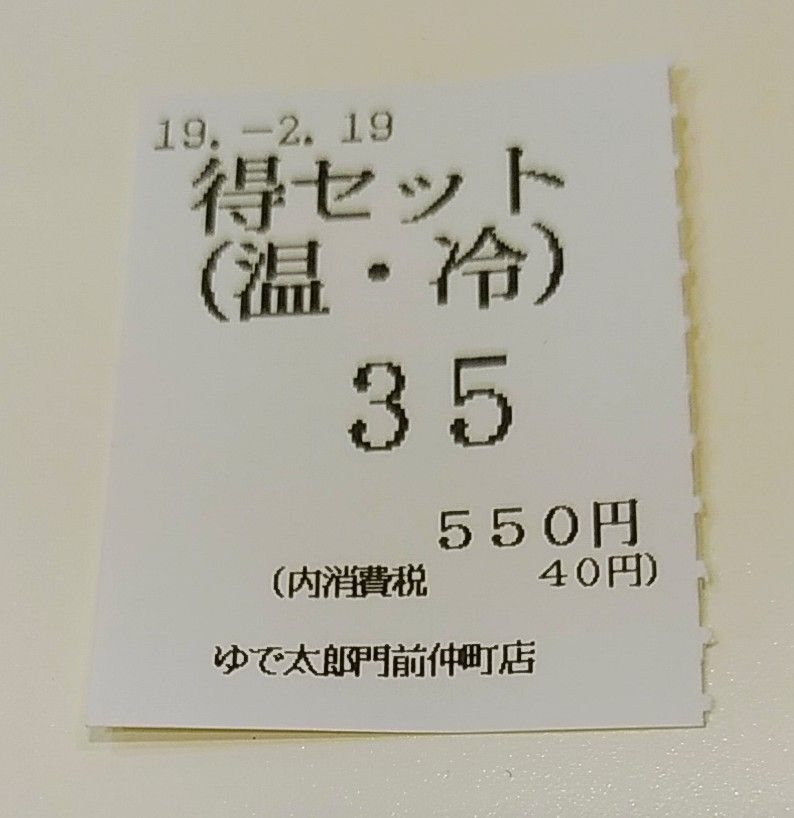 19.-2.19
得セット
(温・冷)
35
550円
(内消費税 40円)
ゆで太郎門前仲町店